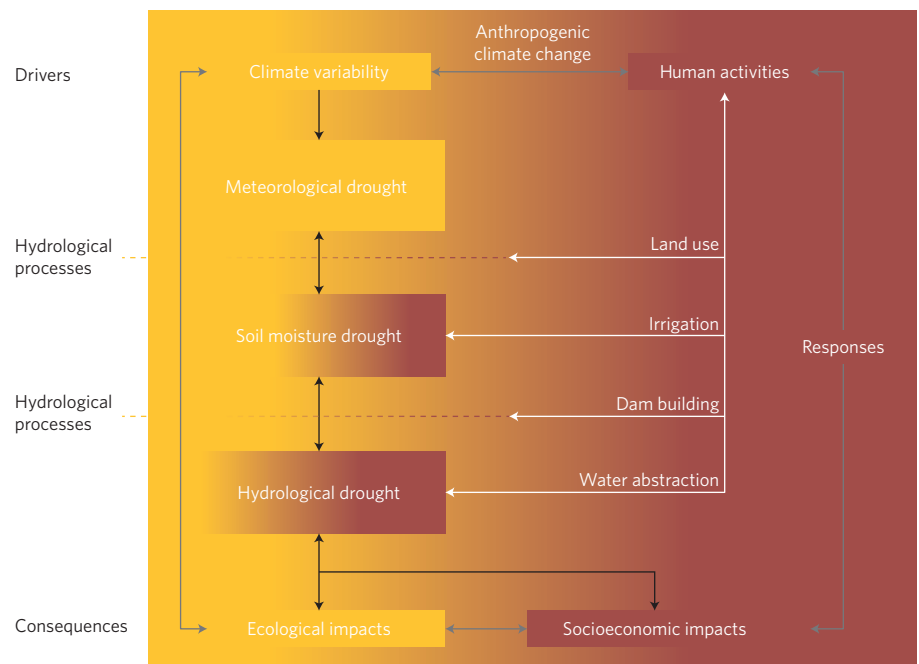 Anthropogenic
climate change
Drivers
Climate variability
Human activities
Meteorological drought
Hydrological
processes
Land use
Soil moisture drought
Irrigation
Responses
Hydrological
processes
Dam building
Water abstraction
Hydrological drought
Consequences
Ecological impacts
Socioeconomic impacts